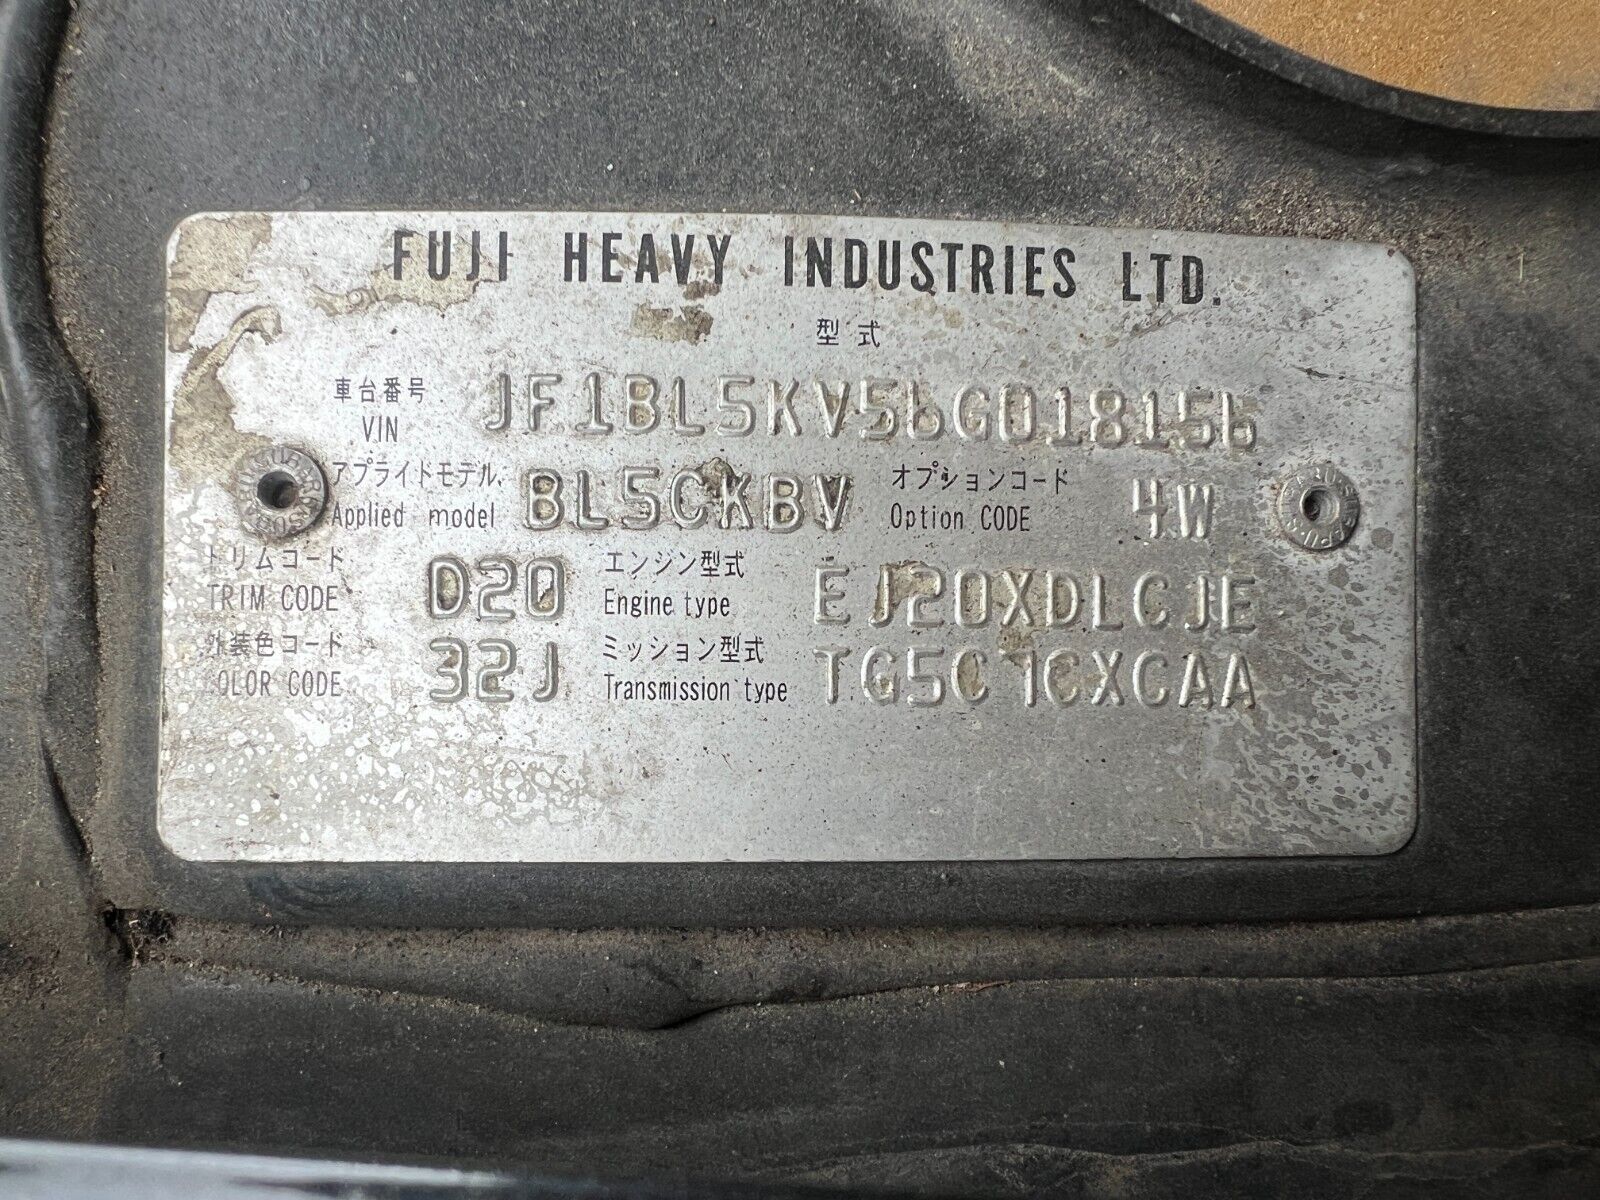 FUJI HEAVY INDUSTRIES LTD.
型式
車台番号
VIN JF1BL5KV56G018156
アプライトモデル
Applied model BL5CKBV
オプションコード
Option CODE 4W
トリムコード
TRIM CODE D20
エンジン型式
Engine type EJ20XDLCJE
外装色コード
COLOR CODE 32J
ミッション型式
Transmission type TG5C7CXCAA